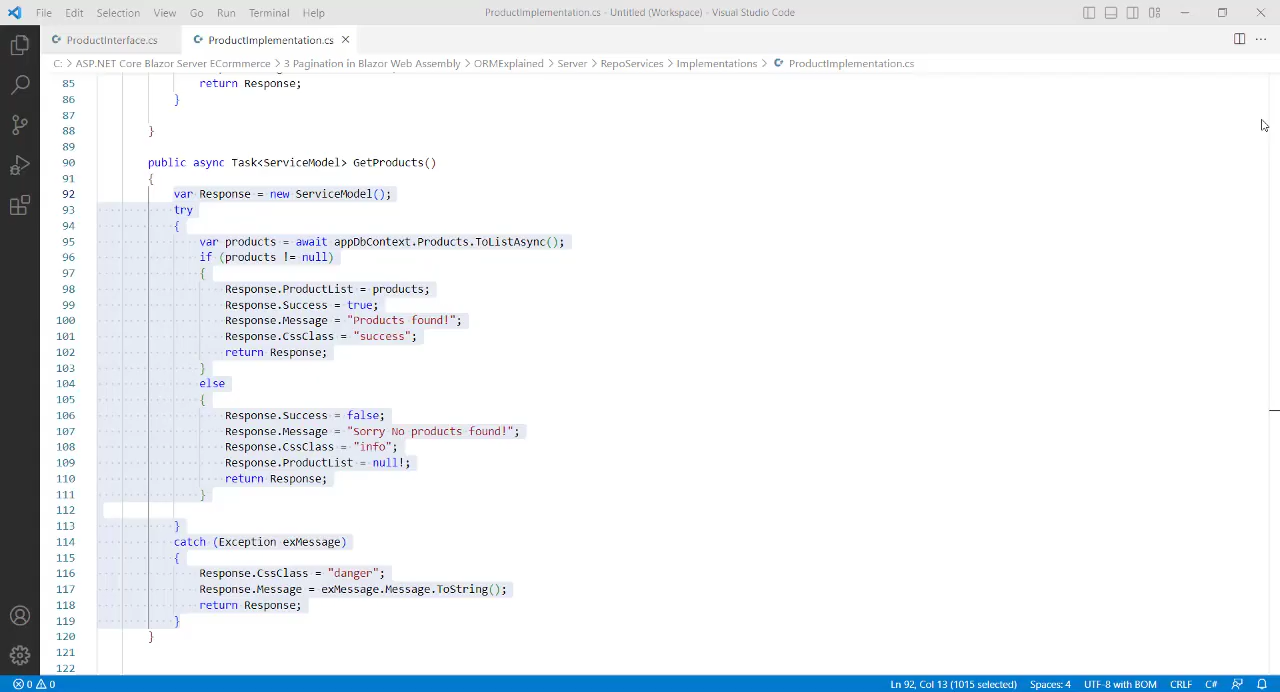 File Edit Selection View Go Run Terminal Help ProductImplementation.cs - Untitled (Workspace) - Visual Studio Code
ProductInterface.cs ProductImplementation.cs
C: > ASP.NET Core Blazor Server ECormmerce > 3 Pagination in Blazor Web Assembly > ORMExplained > Server > RepoServices > Implementations > ProductImplementation.cs
85 return Response;
86 }
87
88 }
89
90 public async Task<ServiceModel> GetProducts()
91 {
92 var Response = new ServiceModel();
93 try
94 {
95 var products = await appDbContext.Products.ToListAsync();
96 if (products != null)
97 {
98 Response.ProductList = products;
99 Response.Success = true;
100 Response.Message = "Products found!";
101 Response.CssClass = "success";
102 return Response;
103 }
104 else
105 {
106 Response.Success = false;
107 Response.Message = "Sorry No products found!";
108 Response.CssClass = "info";
109 Response.ProductList = null!;
110 return Response;
111 }
112
113 }
114 catch (Exception exMessage)
115 {
116 Response.CssClass = "danger";
117 Response.Message = exMessage.Message.ToString();
118 return Response;
119 }
120 }
121
122
0 0 Ln 92, Col 13 (1015 selected) Spaces: 4 UTF-8 with BOM CRLF C#